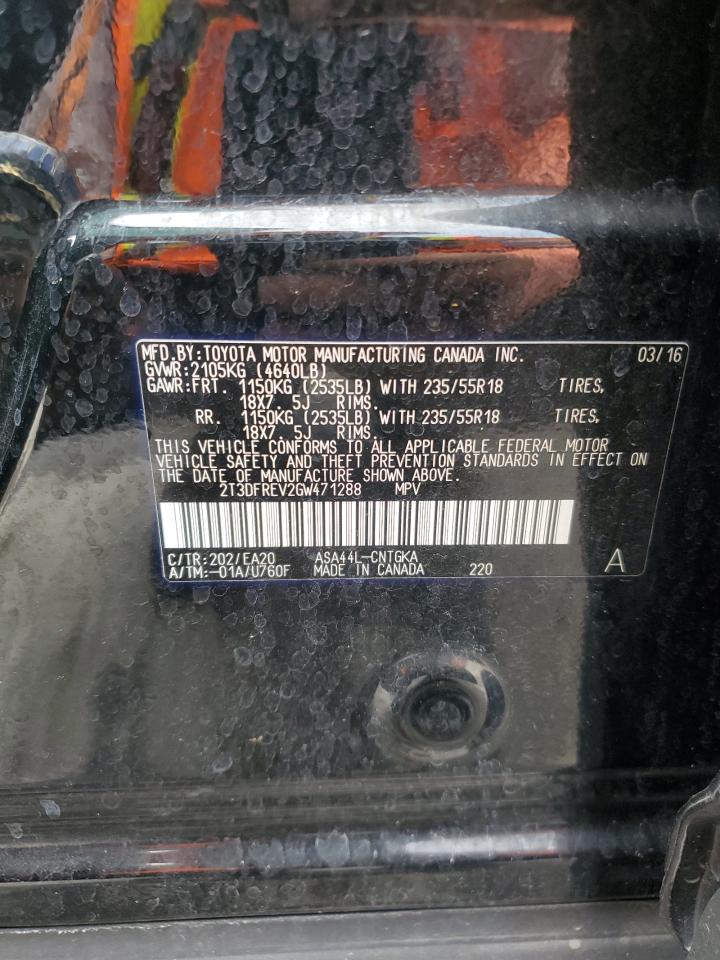 MFD.BY:TOYOTA MOTOR MANUFACTURING CANADA INC. 03/16
GVWR:2105KG (4640LB)
GAWR:FRT. 1150KG (2535LB) WITH 235/55R18 TIRES,
18X7. 5J RIMS.
RR. 1150KG (2535LB) WITH 235/55R18 TIRES,
18X7. 5J RIMS.
THIS VEHICLE CONFORMS TO ALL APPLICABLE FEDERAL MOTOR
VEHICLE SAFETY AND THEFT PREVENTION STANDARDS IN EFFECT ON
THE DATE OF MANUFACTURE SHOWN ABOVE.
2T3DFREV2GW471288 MPV
C/TR:202/EA20 ASA44L-CNTGKA
A/TM:-01A/U760F MADE IN CANADA 220 A